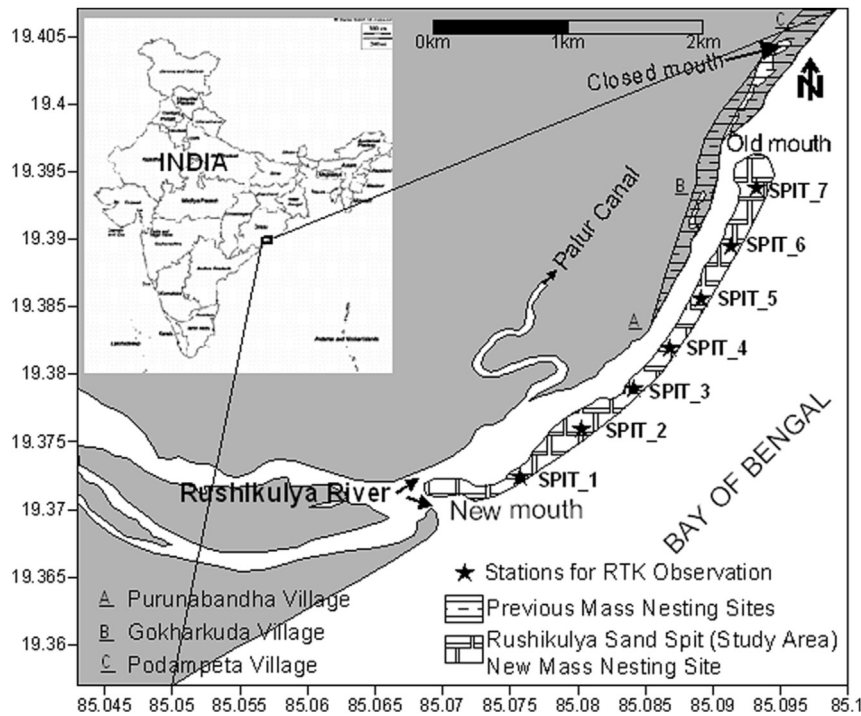 19.405
19.4
19.395
19.39
19.385
19.38
19.375
19.37
19.365
19.36
0km 1km 2km
C
Closed mouth
N
INDIA
Old mouth
B
SPIT_7
Palur Canal
SPIT_6
SPIT_5
A
SPIT_4
SPIT_3
SPIT_2
SPIT_1
BAY OF BENGAL
Rushikulya River
New mouth
Stations for RTK Observation
A Purunabandha Village
Previous Mass Nesting Sites
B Gokharkuda Village
Rushikulya Sand Spit (Study Area)
C Podampeta Village
New Mass Nesting Site
85.045 85.05 85.055 85.06 85.065 85.07 85.075 85.08 85.085 85.09 85.095 85.1